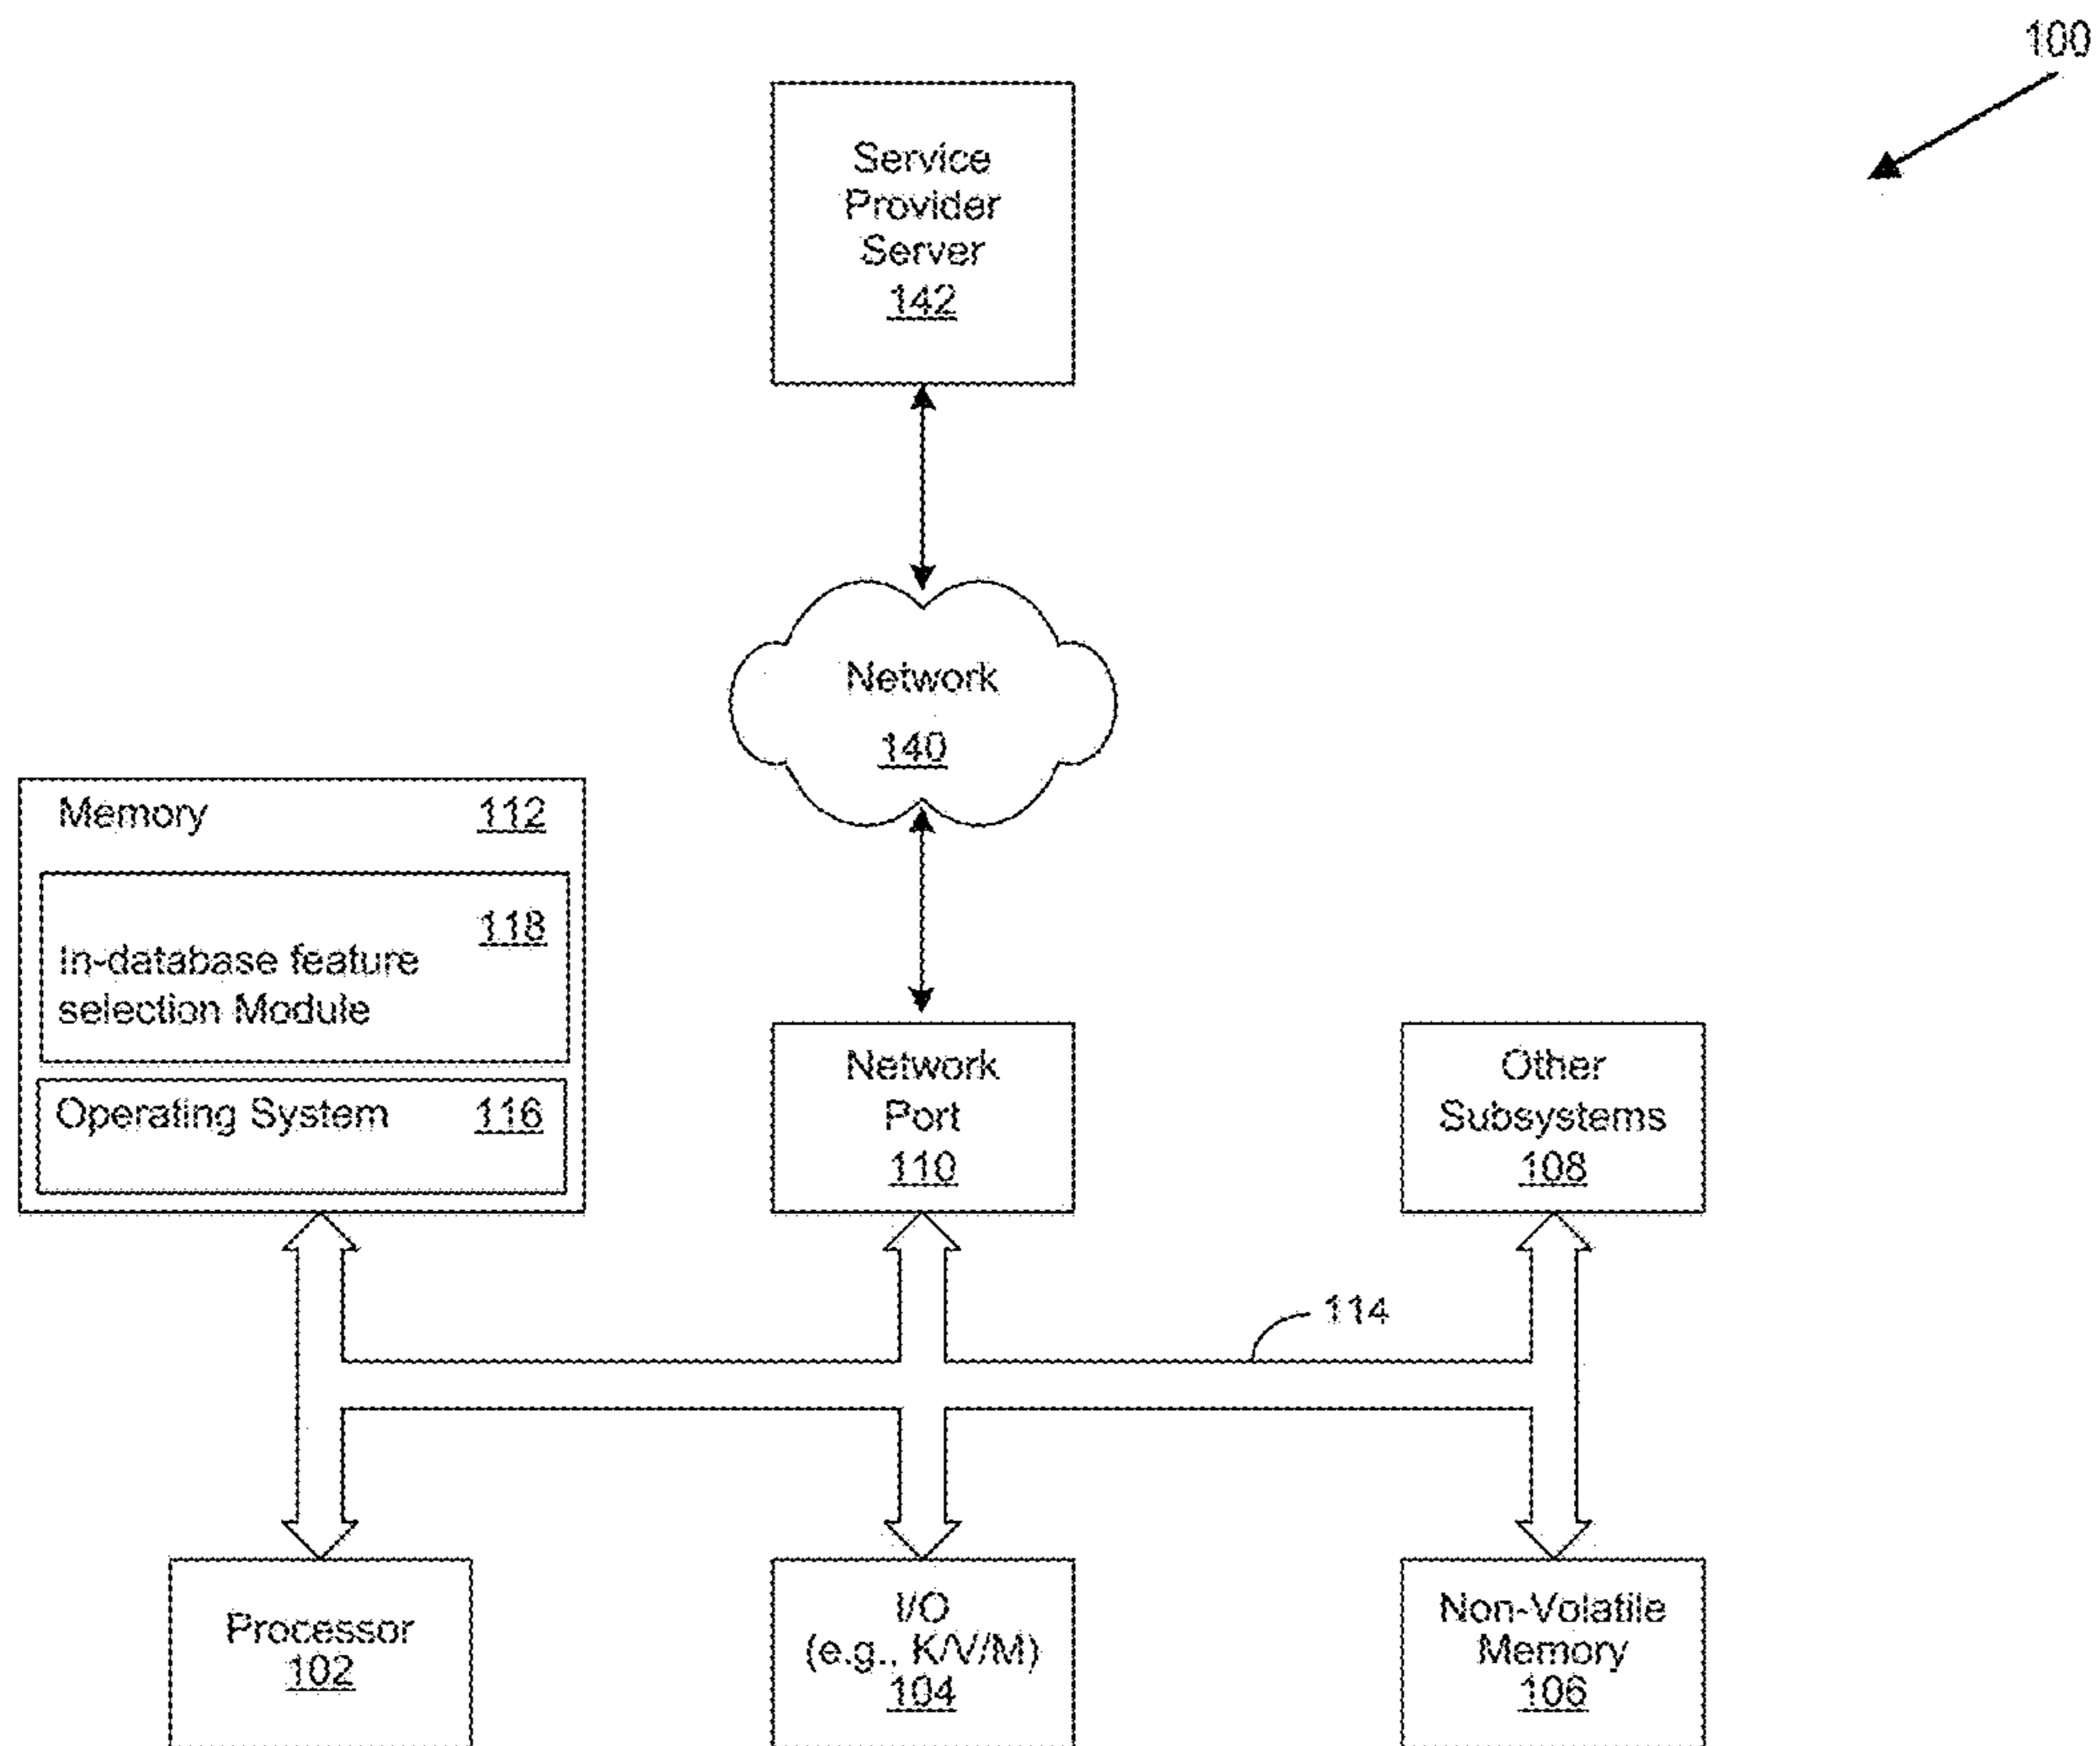 100
Service
Provider
Server
142
Network
140
Memory 112
118
In-database feature
selection Module
Operating System 116
Network
Port
110
Other
Subsystems
108
114
Processor
102
I/O
(e.g., K/V/M)
104
Non-Volatile
Memory
106